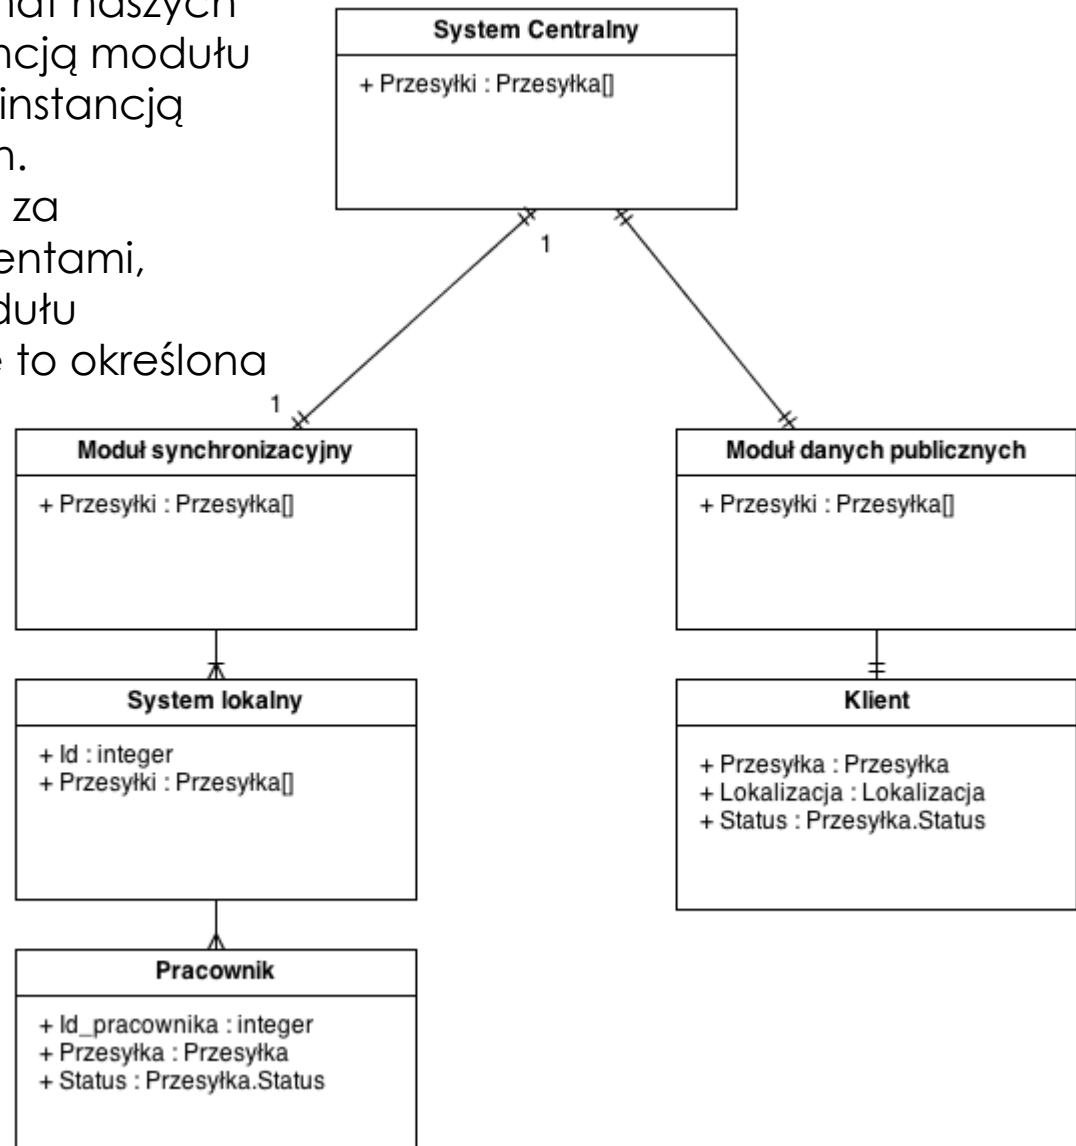 naszych
ncją modułu
instancją
za
entami,
dułu
to określona
System Centralny
+ Przesyłki : Przesyłka[]
1
1
Moduł synchronizacyjny
+ Przesyłki : Przesyłka[]
Moduł danych publicznych
+ Przesyłki : Przesyłka[]
System lokalny
+ Id : integer
+ Przesyłki : Przesyłka[]
Klient
+ Przesyłka : Przesyłka
+ Lokalizacja : Lokalizacja
+ Status : Przesyłka.Status
Pracownik
+ Id_pracownika : integer
+ Przesyłka : Przesyłka
+ Status : Przesyłka.Status